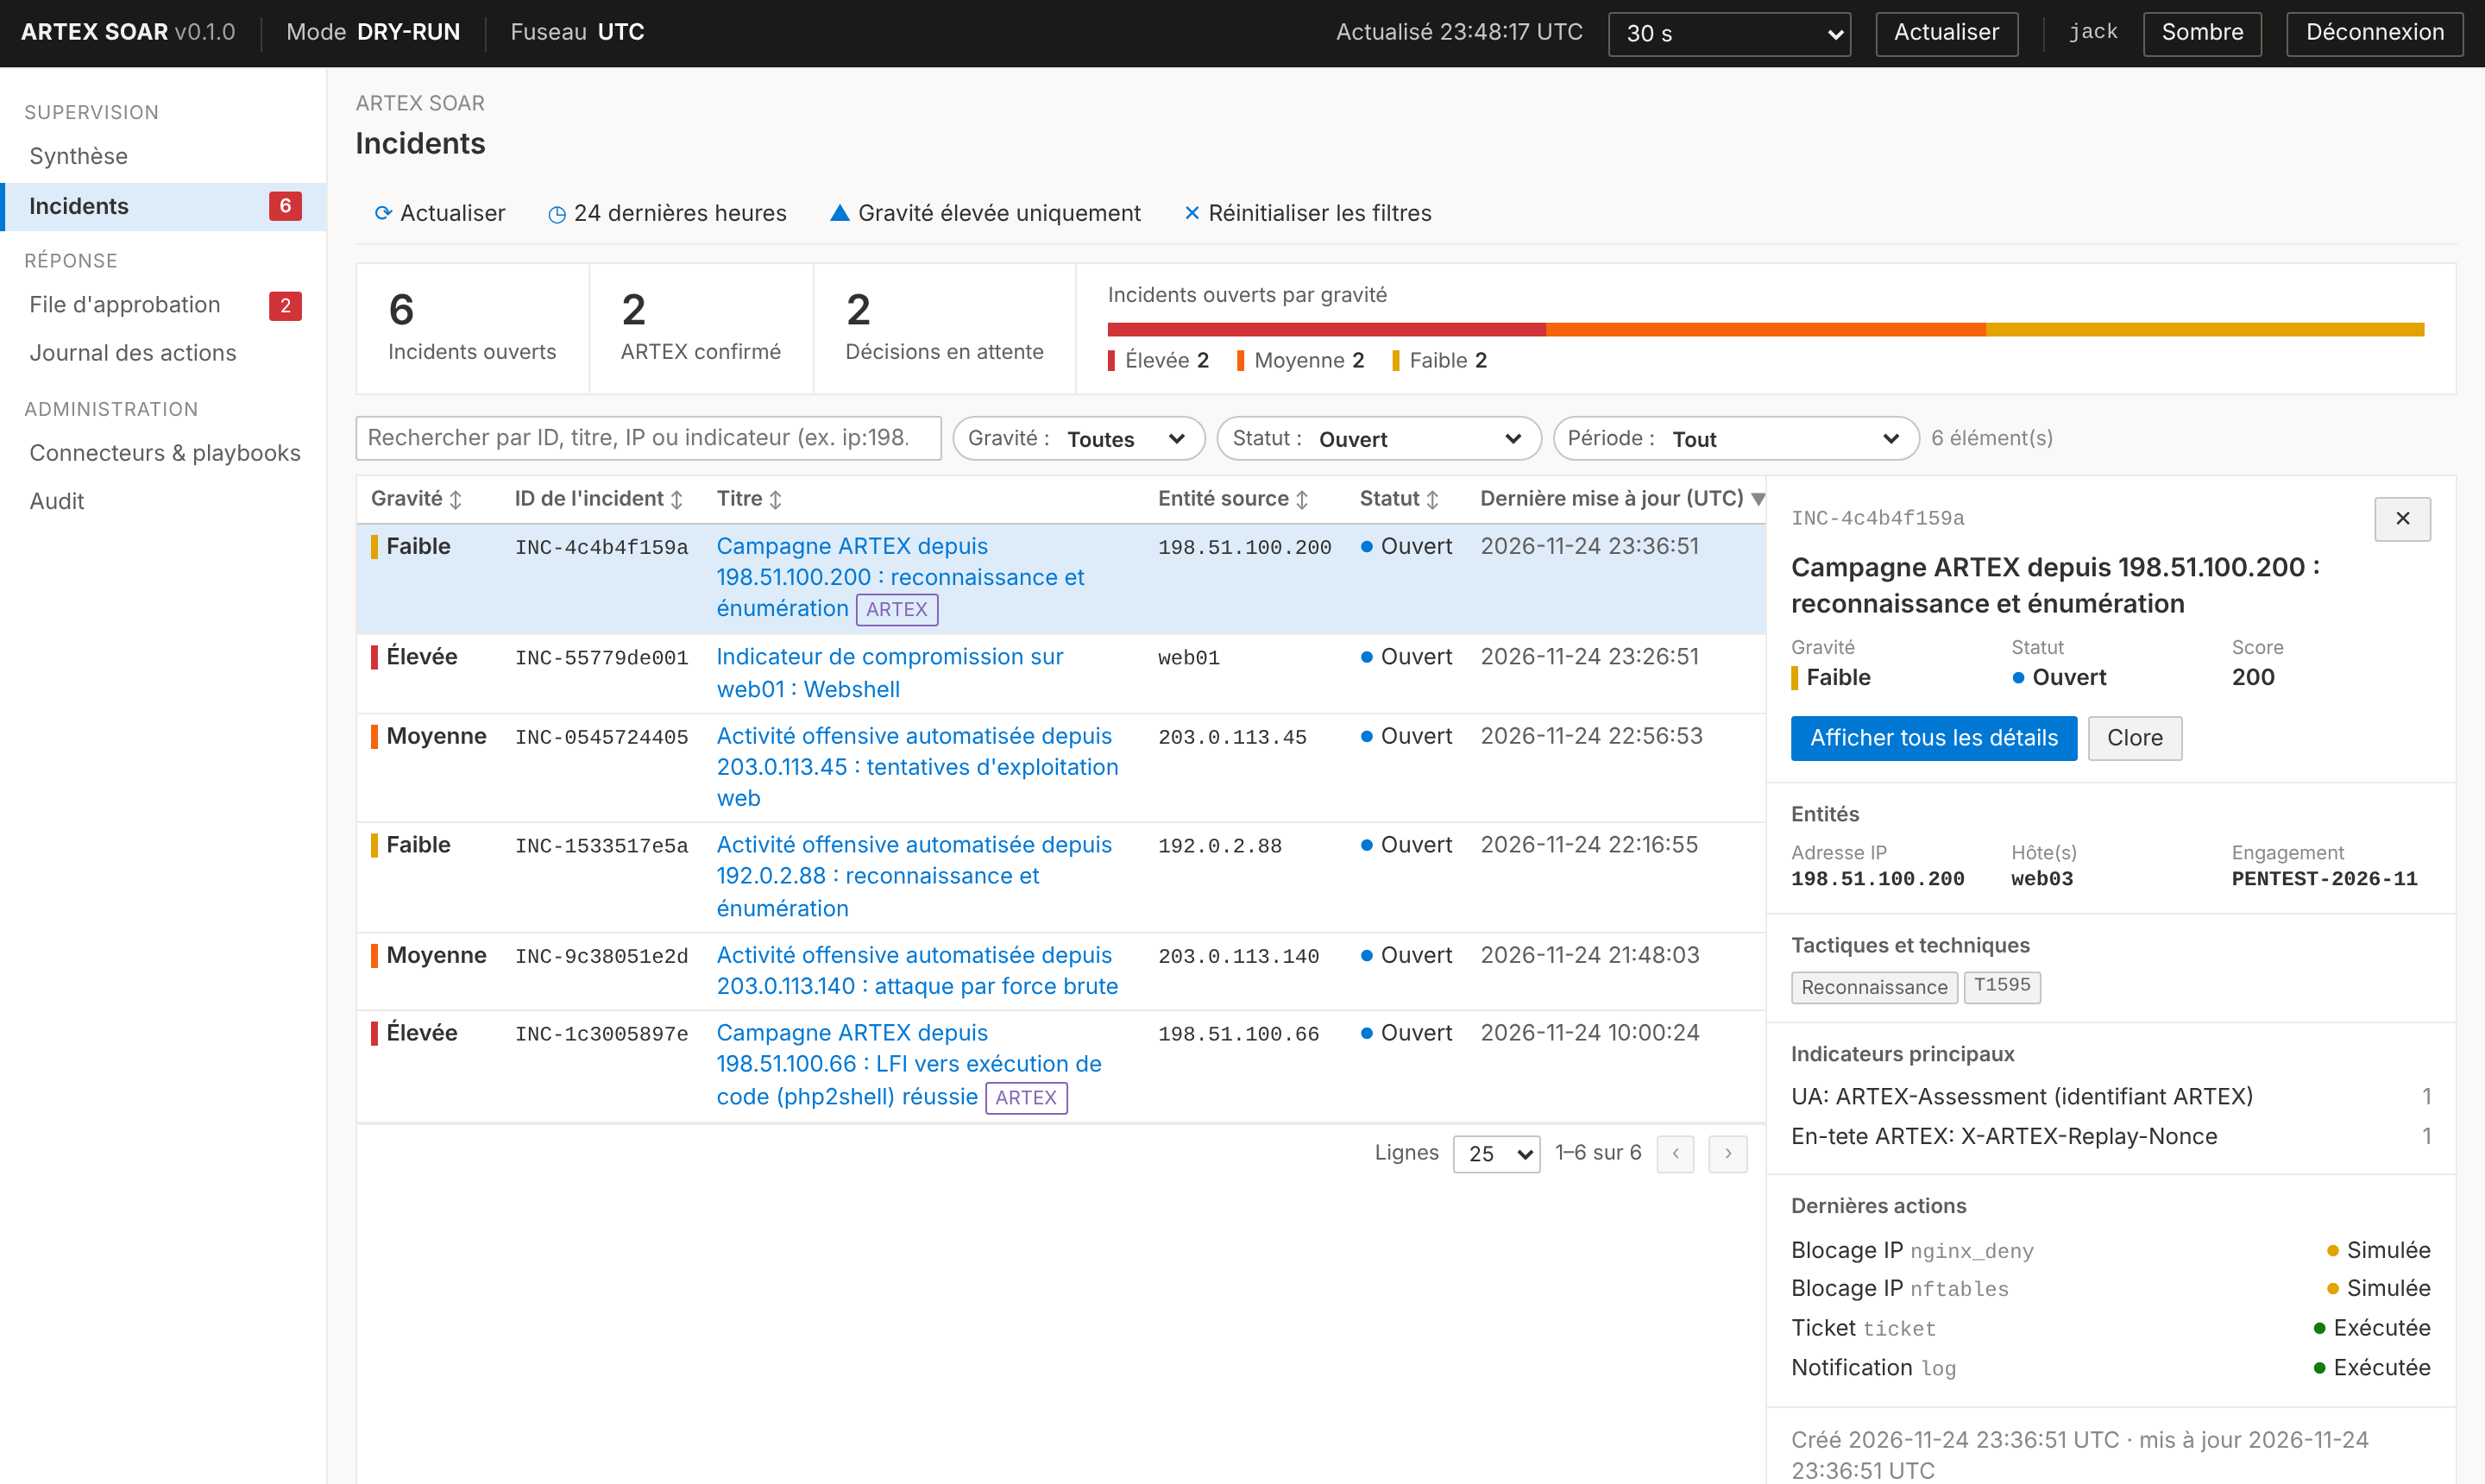 ARTEX SOAR v0.1.0
Mode DRY-RUN
Fuseau UTC
Actualisé 23:48:17 UTC
30 s
Actualiser
jack
Sombre
Déconnexion
SUPERVISION
Synthèse
Incidents 6
RÉPONSE
File d'approbation 2
Journal des actions
ADMINISTRATION
Connecteurs & playbooks
Audit
ARTEX SOAR
Incidents
Actualiser
24 dernières heures
Gravité élevée uniquement
Réinitialiser les filtres
6
Incidents ouverts
2
ARTEX confirmé
2
Décisions en attente
Incidents ouverts par gravité
Élevée 2
Moyenne 2
Faible 2
Rechercher par ID, titre, IP ou indicateur (ex. ip:198.
Gravité : Toutes
Statut : Ouvert
Période : Tout
6 élément(s)
Gravité ID de l'incident Titre Entité source Statut Dernière mise à jour (UTC)
Faible INC-4c4b4f159a Campagne ARTEX depuis 198.51.100.200 Ouvert 2026-11-24 23:36:51
198.51.100.200 : reconnaissance et
énumération ARTEX
Élevée INC-55779de001 Indicateur de compromission sur web01 Ouvert 2026-11-24 23:26:51
web01 : Webshell
Moyenne INC-0545724405 Activité offensive automatisée depuis 203.0.113.45 Ouvert 2026-11-24 22:56:53
203.0.113.45 : tentatives d'exploitation
web
Faible INC-1533517e5a Activité offensive automatisée depuis 192.0.2.88 Ouvert 2026-11-24 22:16:55
192.0.2.88 : reconnaissance et
énumération
Moyenne INC-9c38051e2d Activité offensive automatisée depuis 203.0.113.140 Ouvert 2026-11-24 21:48:03
203.0.113.140 : attaque par force brute
Élevée INC-1c3005897e Campagne ARTEX depuis 198.51.100.66 Ouvert 2026-11-24 10:00:24
198.51.100.66 : LFI vers exécution de
code (php2shell) réussie ARTEX
Lignes 25 1–6 sur 6 ‹ ›
INC-4c4b4f159a
✕
Campagne ARTEX depuis 198.51.100.200 :
reconnaissance et énumération
Gravité Statut Score
Faible Ouvert 200
Afficher tous les détails
Clore
Entités
Adresse IP Hôte(s) Engagement
198.51.100.200 web03 PENTEST-2026-11
Tactiques et techniques
Reconnaissance T1595
Indicateurs principaux
UA: ARTEX-Assessment (identifiant ARTEX) 1
En-tete ARTEX: X-ARTEX-Replay-Nonce 1
Dernières actions
Blocage IP nginx_deny Simulée
Blocage IP nftables Simulée
Ticket ticket Exécutée
Notification log Exécutée
Créé 2026-11-24 23:36:51 UTC · mis à jour 2026-11-24
23:36:51 UTC